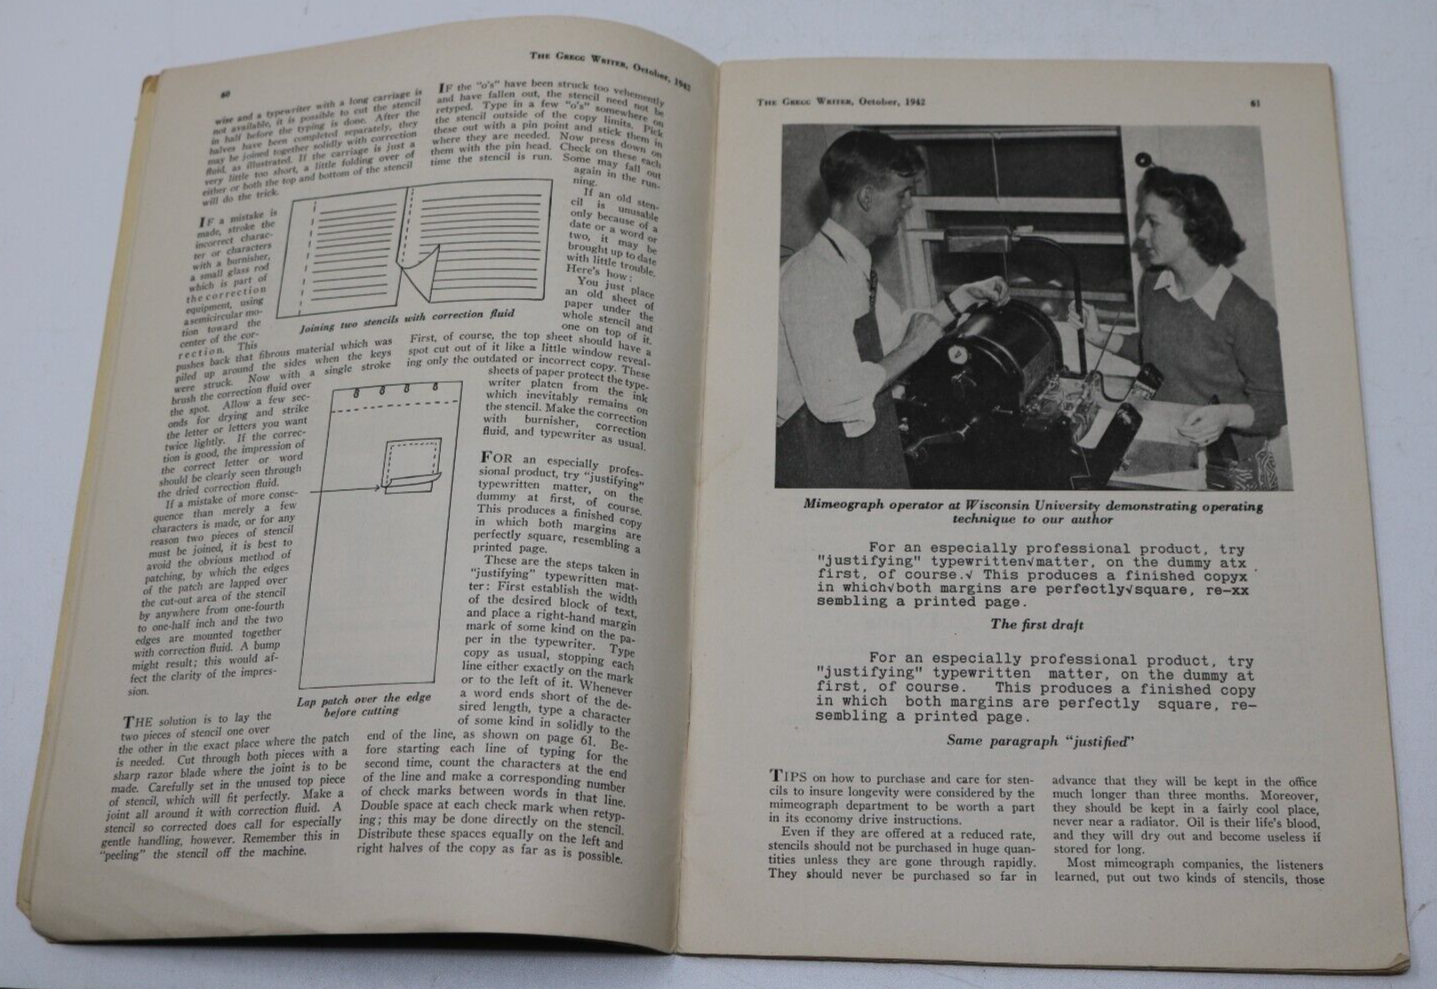 60
THE GREGG WRITER, October, 1942
wise and a typewriter with a long carriage is
not available, it is possible to cut the stencil
in half before the typing is done. After the
halves have been completed separately, they
may be joined together solidly with correction
fluid, as illustrated. If the carriage is just a
very little too short, a little folding over of
either or both the top and bottom of the stencil
will do the trick.
IF a mistake is
made, stroke the
incorrect charac-
ter or characters
with a burnisher,
a small glass rod
which is part of
the correction
equipment, using
a semicircular mo-
tion toward the
center of the cor-
rection. This
pushes back that fibrous material which was
piled up around the sides when the keys
were struck. Now with a single stroke
brush the correction fluid over
the spot. Allow a few sec-
onds for drying and strike
the letter or letters you want
twice lightly. If the correc-
tion is good, the impression of
the correct letter or word
should be clearly seen through
the dried correction fluid.
If a mistake of more conse-
quence than merely a few
characters is made, or for any
reason two pieces of stencil
must be joined, it is best to
avoid the obvious method of
patching, by which the edges
of the patch are lapped over
the cut-out area of the stencil
by anywhere from one-fourth
to one-half inch and the two
edges are mounted together
with correction fluid. A bump
might result; this would af-
fect the clarity of the impres-
sion.
THE solution is to lay the
two pieces of stencil one over
the other in the exact place where the patch
is needed. Cut through both pieces with a
sharp razor blade where the joint is to be
made. Carefully set in the unused top piece
of stencil, which will fit perfectly. Make a
joint all around it with correction fluid. A
stencil so corrected does call for especially
gentle handling, however. Remember this in
"peeling" the stencil off the machine.
Joining two stencils with correction fluid
Lap patch over the edge
before cutting
IF the "o's" have been struck too vehemently
and have fallen out, the stencil need not be
retyped. Type in a few "o's" somewhere on
the stencil outside of the copy limits. Pick
these out with a pin point and stick them in
where they are needed. Now press down on
them with the pin head. Check on these each
time the stencil is run. Some may fall out
again in the run-
ning.
If an old sten-
cil is unusable
only because of a
date or a word or
two, it may be
brought up to date
with little trouble.
Here's how:
You just place
an old sheet of
paper under the
whole stencil and
one on top of it.
First, of course, the top sheet should have a
spot cut out of it like a little window reveal-
ing only the outdated or incorrect copy. These
sheets of paper protect the type-
writer platen from the ink
which inevitably remains on
the stencil. Make the correction
with burnisher, correction
fluid, and typewriter as usual.
FOR an especially profes-
sional product, try "justifying"
typewritten matter, on the
dummy at first, of course.
This produces a finished copy
in which both margins are
perfectly square, resembling a
printed page.
These are the steps taken in
"justifying" typewritten mat-
ter: First establish the width
of the desired block of text,
and place a right-hand margin
mark of some kind on the pa-
per in the typewriter. Type
copy as usual, stopping each
line either exactly on the mark
or to the left of it. Whenever
a word ends short of the de-
sired length, type a character
of some kind in solidly to the
end of the line, as shown on page 61. Be-
fore starting each line of typing for the
second time, count the characters at the end
of the line and make a corresponding number
of check marks between words in that line.
Double space at each check mark when retyp-
ing; this may be done directly on the stencil.
Distribute these spaces equally on the left and
right halves of the copy as far as is possible.
THE GREGG WRITER, October, 1942
61
Mimeograph operator at Wisconsin University demonstrating operating
technique to our author
For an especially professional product, try
"justifying" typewritten√matter, on the dummy atx
first, of course.√ This produces a finished copyx
in which√both margins are perfectly√square, re-xx
sembling a printed page.
The first draft
For an especially professional product, try
"justifying" typewritten  matter, on the dummy at
first, of course.   This produces a finished copy
in which  both margins are perfectly  square, re-
sembling a printed page.
Same paragraph "justified"
TIPS on how to purchase and care for sten-
cils to insure longevity were considered by the
mimeograph department to be worth a part
in its economy drive instructions.
Even if they are offered at a reduced rate,
stencils should not be purchased in huge quan-
tities unless they are gone through rapidly.
They should never be purchased so far in
advance that they will be kept in the office
much longer than three months. Moreover,
they should be kept in a fairly cool place,
never near a radiator. Oil is their life's blood,
and they will dry out and become useless if
stored for long.
Most mimeograph companies, the listeners
learned, put out two kinds of stencils, those